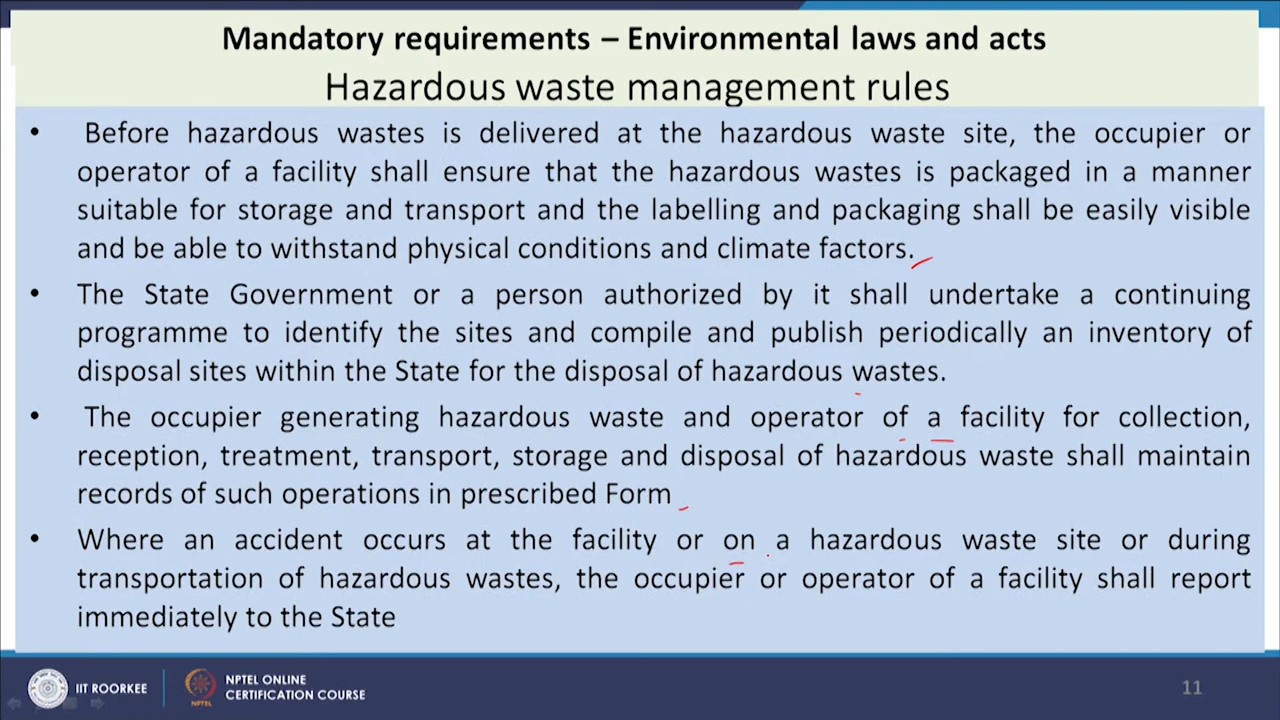 Mandatory requirements – Environmental laws and acts
Hazardous waste management rules
• Before hazardous wastes is delivered at the hazardous waste site, the occupier or
operator of a facility shall ensure that the hazardous wastes is packaged in a manner
suitable for storage and transport and the labelling and packaging shall be easily visible
and be able to withstand physical conditions and climate factors.
• The State Government or a person authorized by it shall undertake a continuing
programme to identify the sites and compile and publish periodically an inventory of
disposal sites within the State for the disposal of hazardous wastes.
• The occupier generating hazardous waste and operator of a facility for collection,
reception, treatment, transport, storage and disposal of hazardous waste shall maintain
records of such operations in prescribed Form
• Where an accident occurs at the facility or on a hazardous waste site or during
transportation of hazardous wastes, the occupier or operator of a facility shall report
immediately to the State
IIT ROORKEE
NPTEL
NPTEL ONLINE
CERTIFICATION COURSE
11